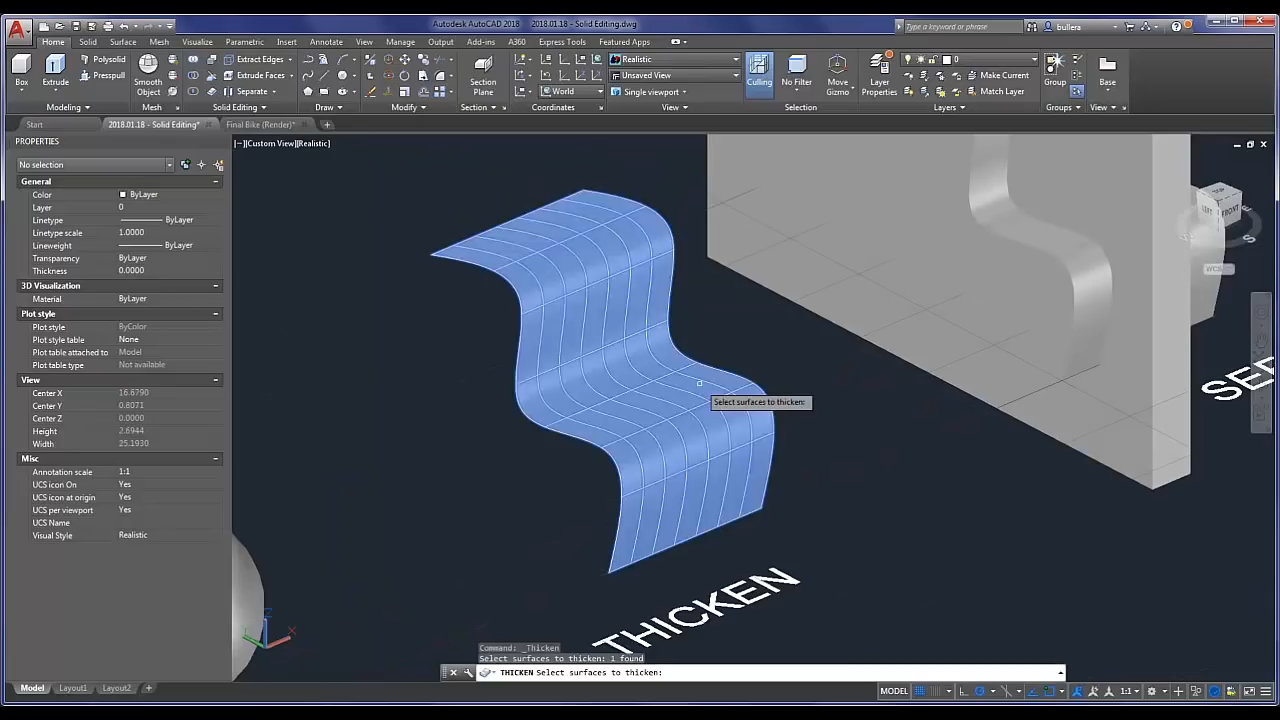 Autodesk AutoCAD 2018 2018.01.18 - Solid Editing.dwg
Type a keyword or phrase
bullera
Home Solid Surface Mesh Visualize Parametric Insert Annotate View Manage Output Add-ins A360 Express Tools Featured Apps
Box
Extrude
Polysolid
Presspull
Smooth
Object
Extract Edges
Extrude Faces
Separate
Section
Plane
World
Realistic
Unsaved View
Single viewport
Culling
No Filter
Move
Gizmo
Layer
Properties
0
Make Current
Match Layer
Group
Base
Modeling Mesh Solid Editing Draw Modify Section Coordinates View Selection Layers Groups View
Start 2018.01.18 - Solid Editing* Final Bike (Render)*
PROPERTIES
[−][Custom View][Realistic]
No selection
General
Color ByLayer
Layer 0
Linetype ByLayer
Linetype scale 1.0000
Lineweight ByLayer
Transparency ByLayer
Thickness 0.0000
3D Visualization
Material ByLayer
Plot style
Plot style ByColor
Plot style table None
Plot table attached to Model
Plot table type Not available
View
Center X 16.6790
Center Y 0.8071
Center Z 0.0000
Height 2.6944
Width 25.1930
Misc
Annotation scale 1:1
UCS icon On Yes
UCS icon at origin Yes
UCS per viewport Yes
UCS Name
Visual Style Realistic
TOP
FRONT
E
S
WCS
Select surfaces to thicken:
THICKEN
Z
Y
X
Command: _Thicken
Select surfaces to thicken: 1 found
THICKEN Select surfaces to thicken:
Model Layout1 Layout2
MODEL 1:1